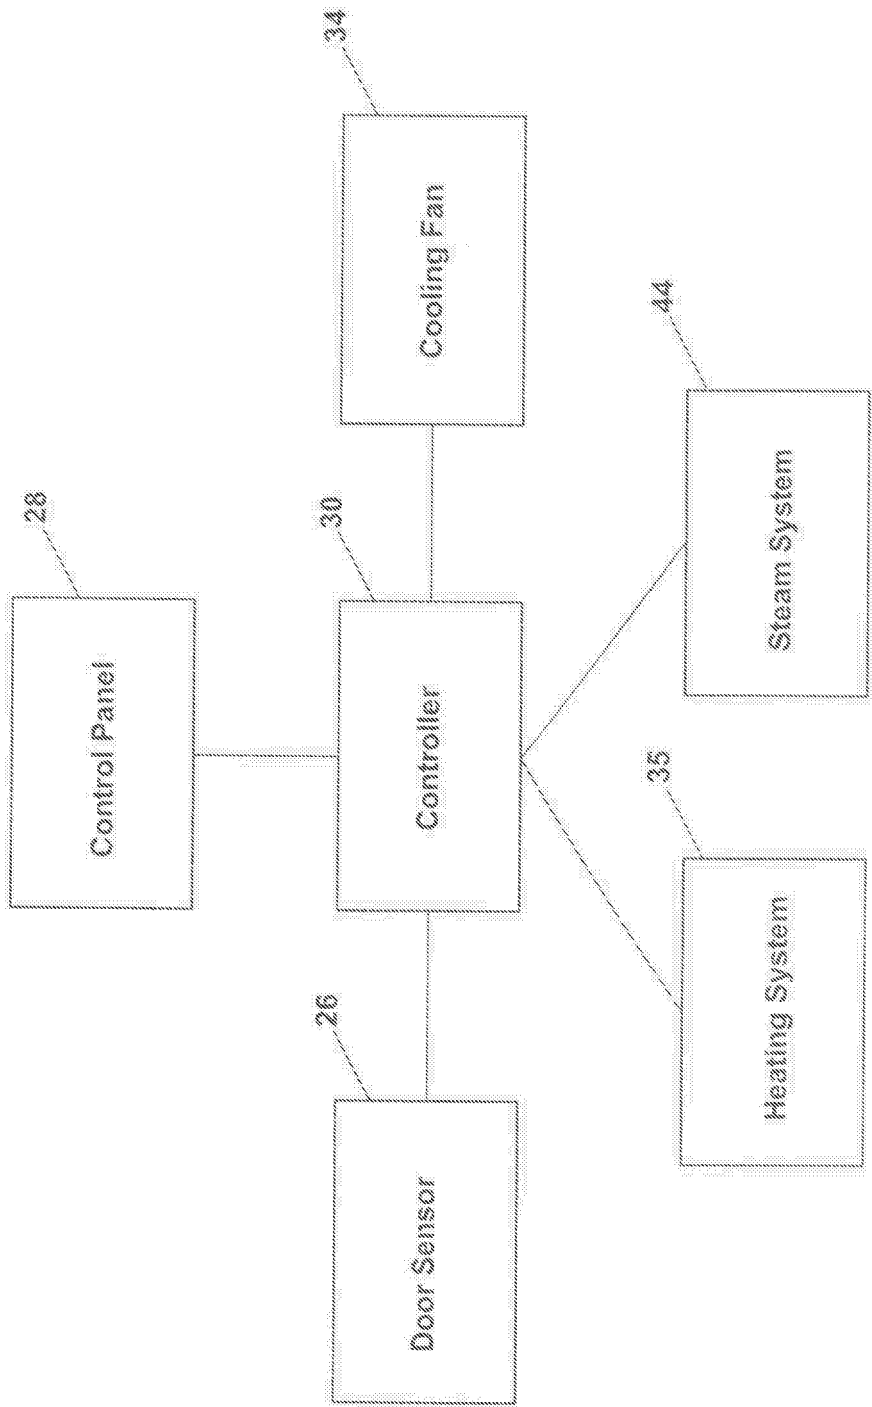 28
Control Panel
26
30
34
Door Sensor
Controller
Cooling Fan
35
44
Heating System
Steam System